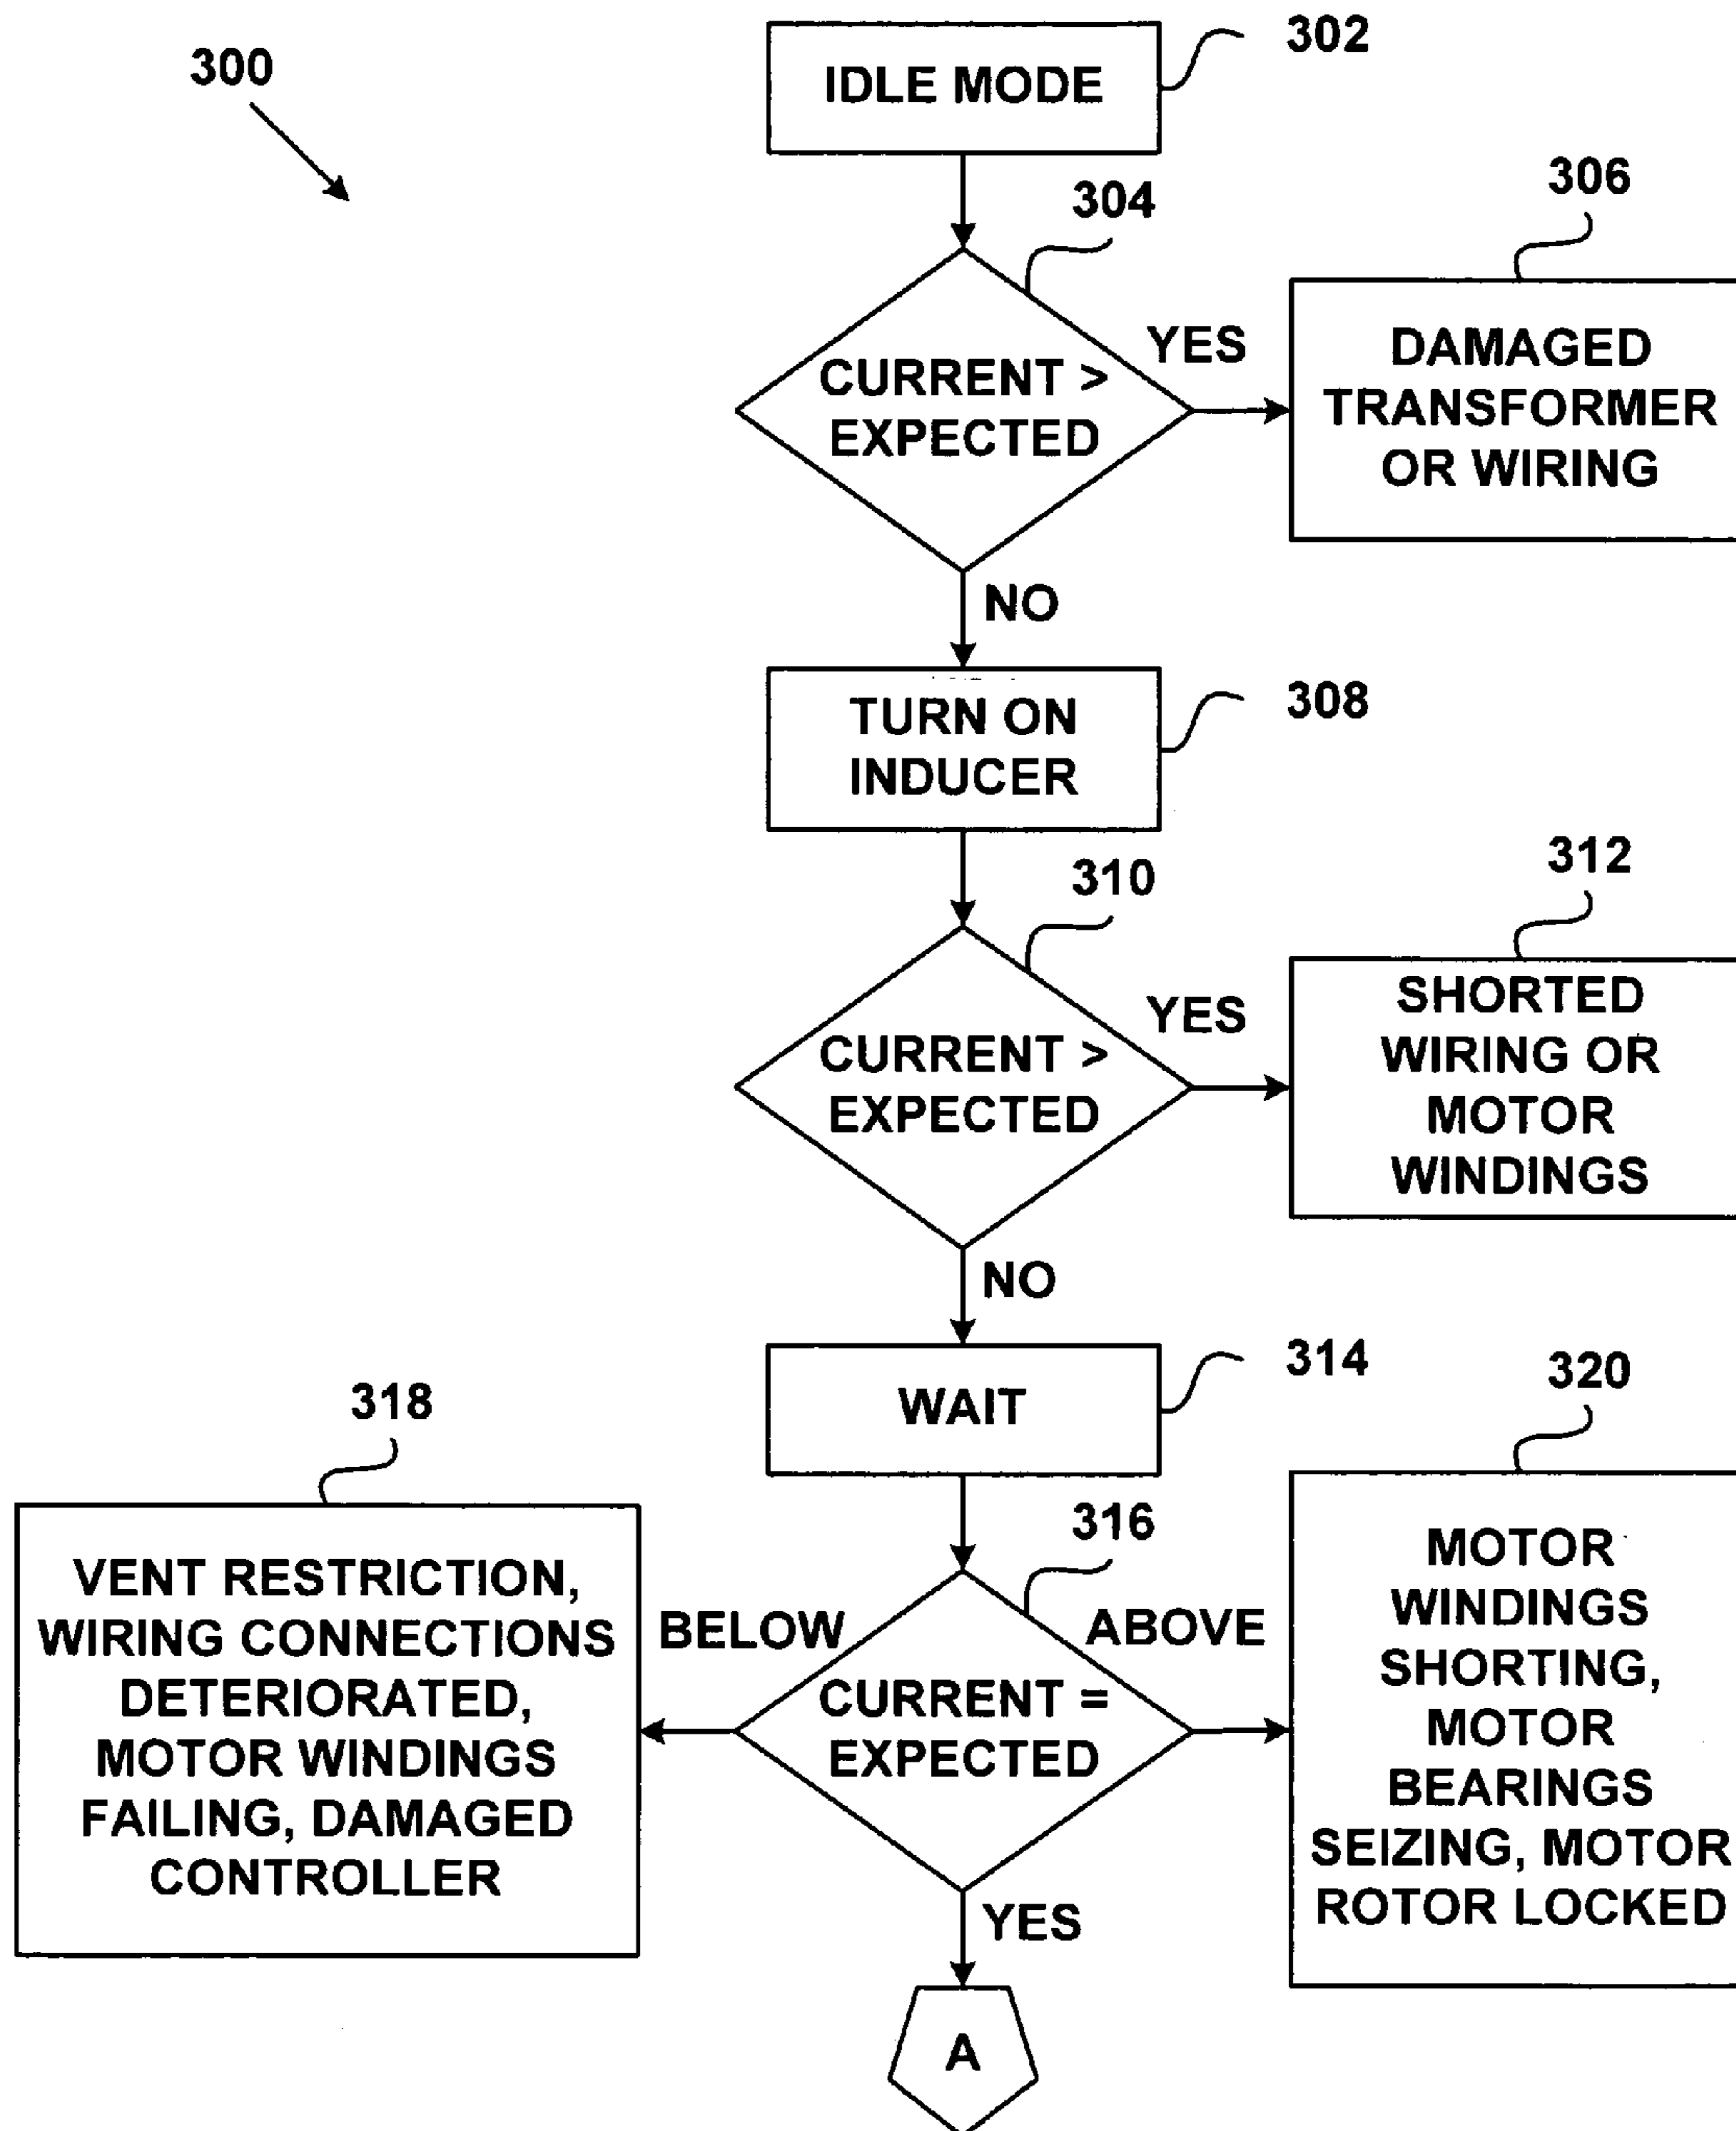 300
302
IDLE MODE
304
306
CURRENT >
EXPECTED
YES
DAMAGED
TRANSFORMER
OR WIRING
NO
308
TURN ON
INDUCER
310
312
CURRENT >
EXPECTED
YES
SHORTED
WIRING OR
MOTOR
WINDINGS
NO
314
WAIT
316
318
VENT RESTRICTION,
WIRING CONNECTIONS
DETERIORATED,
MOTOR WINDINGS
FAILING, DAMAGED
CONTROLLER
BELOW
CURRENT =
EXPECTED
ABOVE
320
MOTOR
WINDINGS
SHORTING,
MOTOR
BEARINGS
SEIZING, MOTOR
ROTOR LOCKED
YES
A